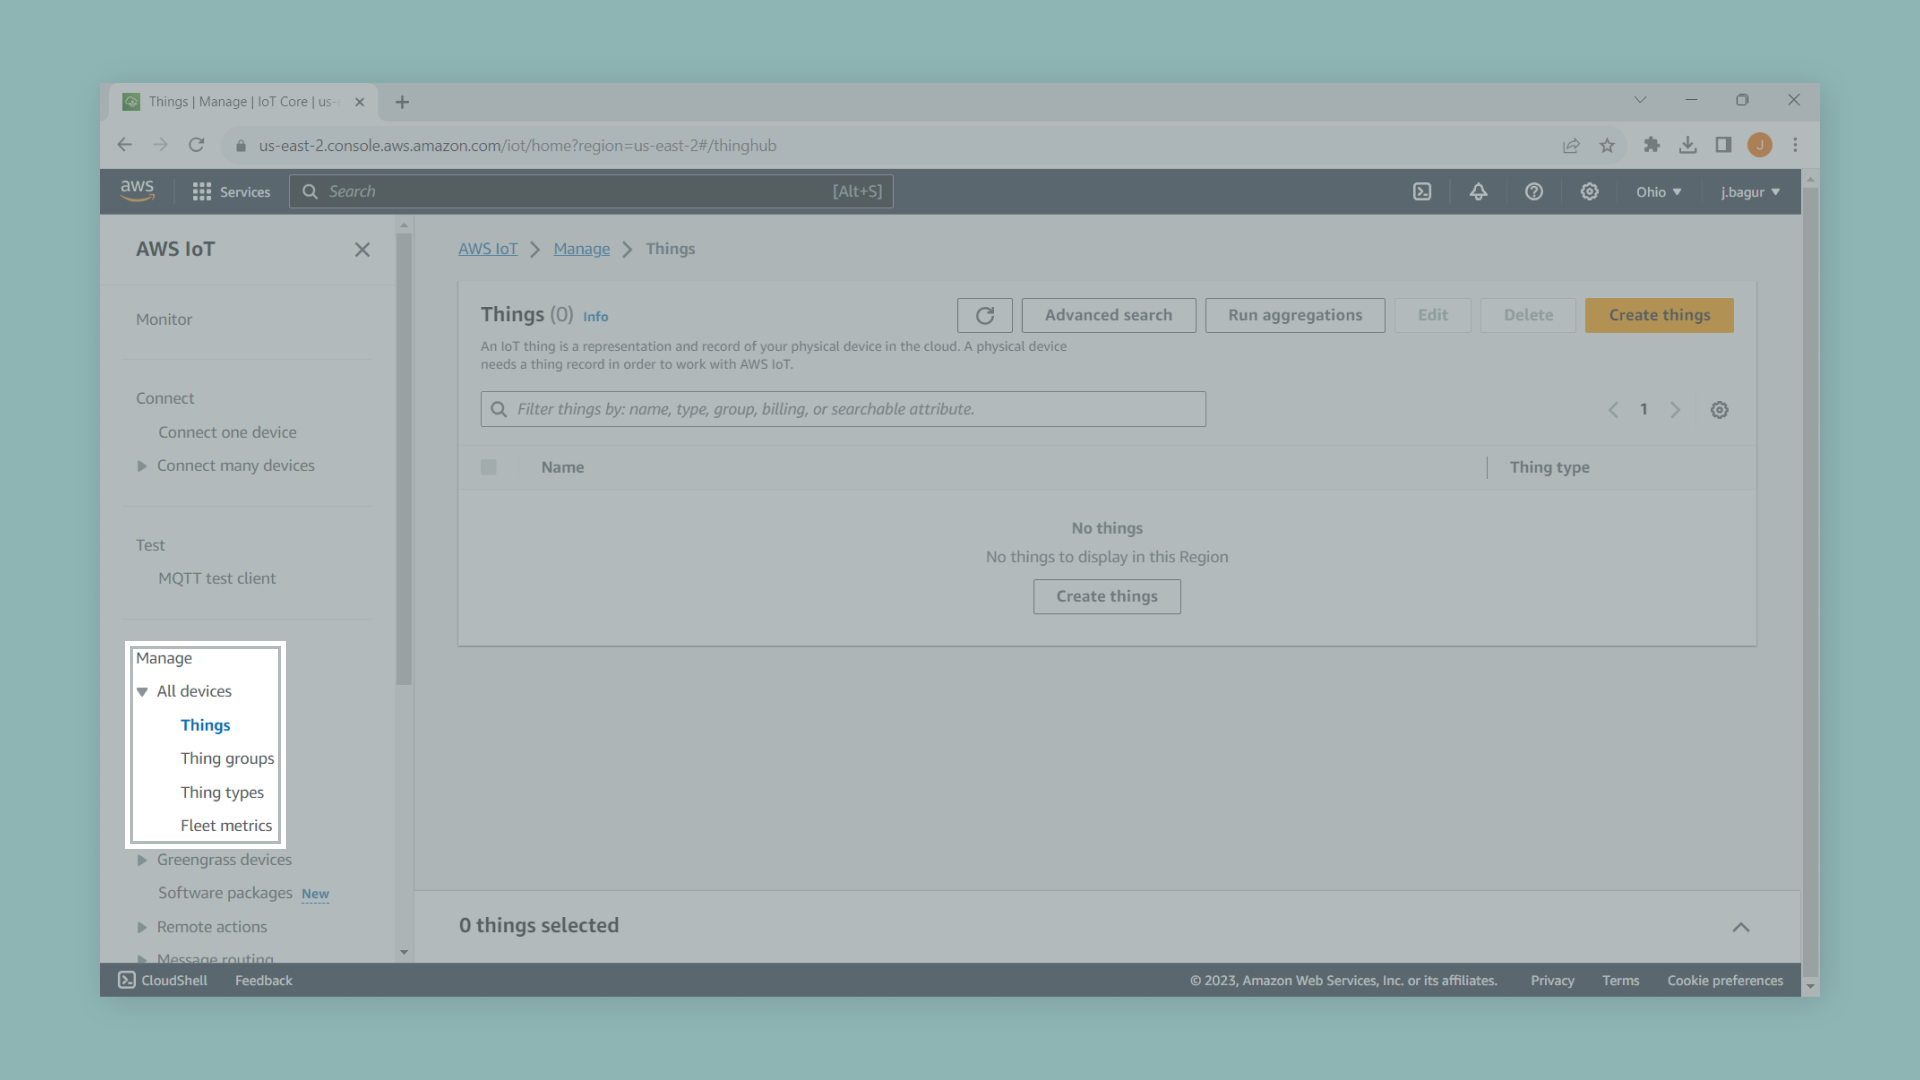 Things | Manage | IoT Core | us-
us-east-2.console.aws.amazon.com/iot/home?region=us-east-2#/thinghub
J
aws
Services
Search
[Alt+S]
Ohio
j.bagur
AWS IoT
Monitor
Connect
Connect one device
Connect many devices
Test
MQTT test client
Manage
All devices
Things
Thing groups
Thing types
Fleet metrics
Greengrass devices
Software packages New
Remote actions
Message routing
AWS IoT Manage Things
Things (0) Info
Advanced search
Run aggregations
Edit
Delete
Create things
An IoT thing is a representation and record of your physical device in the cloud. A physical device
needs a thing record in order to work with AWS IoT.
Filter things by: name, type, group, billing, or searchable attribute.
1
Name
Thing type
No things
No things to display in this Region
Create things
0 things selected
CloudShell
Feedback
© 2023, Amazon Web Services, Inc. or its affiliates.
Privacy
Terms
Cookie preferences